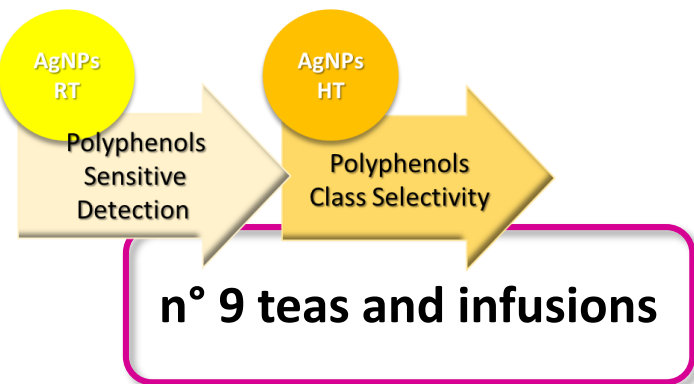 AgNPs
RT
Polyphenols
Sensitive
Detection
AgNPs
HT
Polyphenols
Class Selectivity
n° 9 teas and infusions